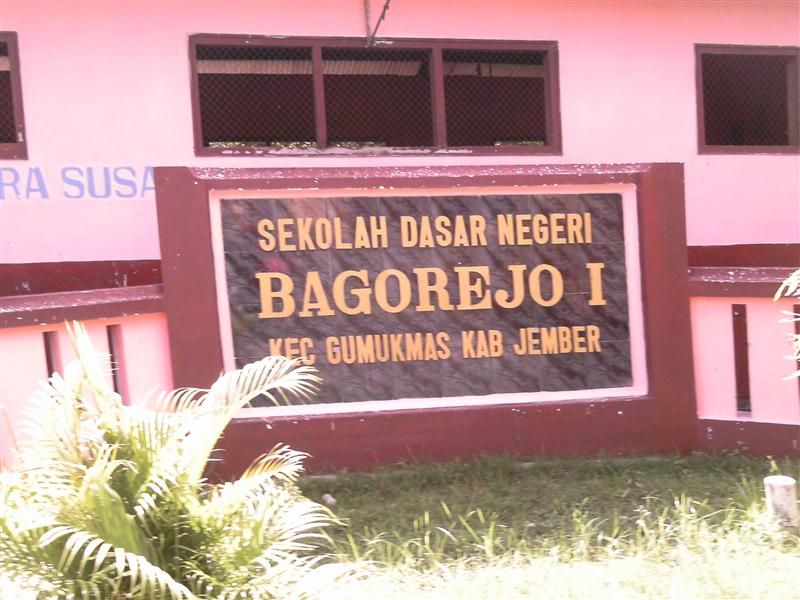 RA SUSA
SEKOLAH DASAR NEGERI
BAGOREJO I
KEC GUMUKMAS KAB JEMBER